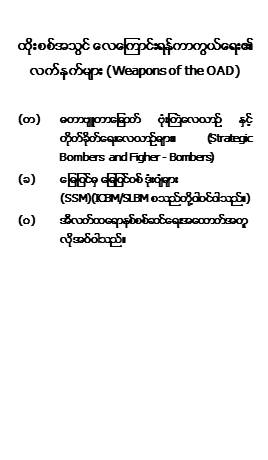 ထိုးစစ်အသွင် လေကြောင်းရန်ကာကွယ်ရေး၏
လက်နက်များ (Weapons of the OAD)
(က) မဟာဗျူဟာမြောက် ဗုံးကြဲလေယာဉ် နှင့်
တိုက်ခိုက်ရေးလေယာဉ်များ။ (Strategic
Bombers and Figher - Bombers)
(ခ) မြေပြင်မှ မြေပြင်ပစ် ဒုံးပျံများ
(SSM)(ICBM/SLBM စသည်တို့ပါဝင်သည်။)
(ဂ) အီလက်ထရောနစ်စစ်ဆင်ရေးအထောက်အကူ
လိုအပ်ပါသည်။